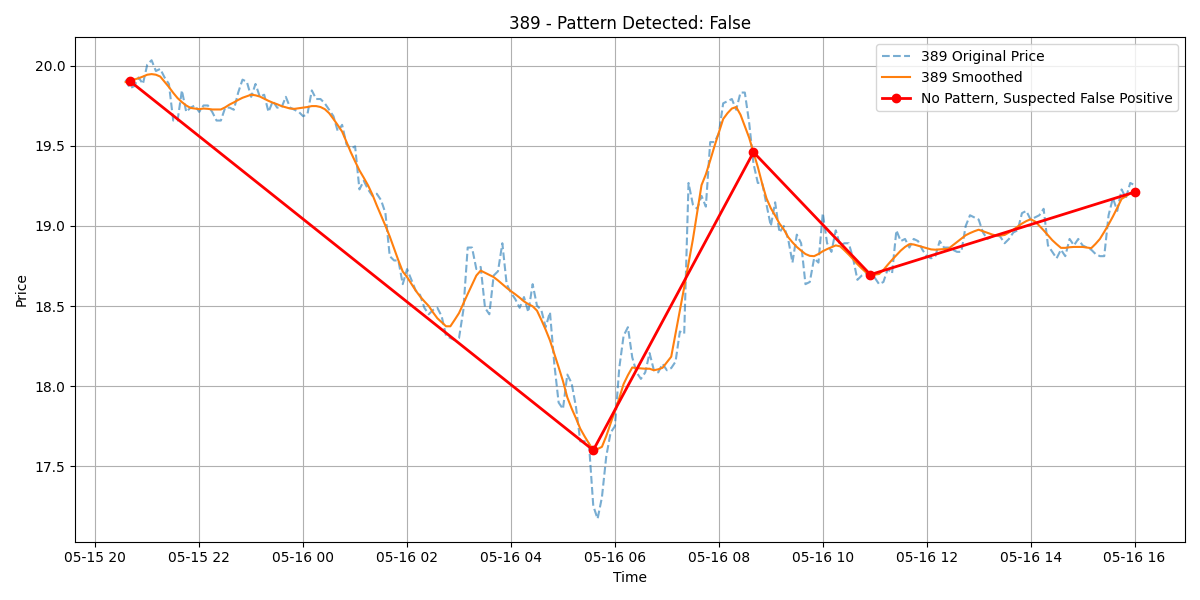 389 - Pattern Detected: False
389 Original Price
389 Smoothed
No Pattern, Suspected False Positive
Price
20.0
19.5
19.0
18.5
18.0
17.5
05-15 20
05-15 22
05-16 00
05-16 02
05-16 04
05-16 06
05-16 08
05-16 10
05-16 12
05-16 14
05-16 16
Time